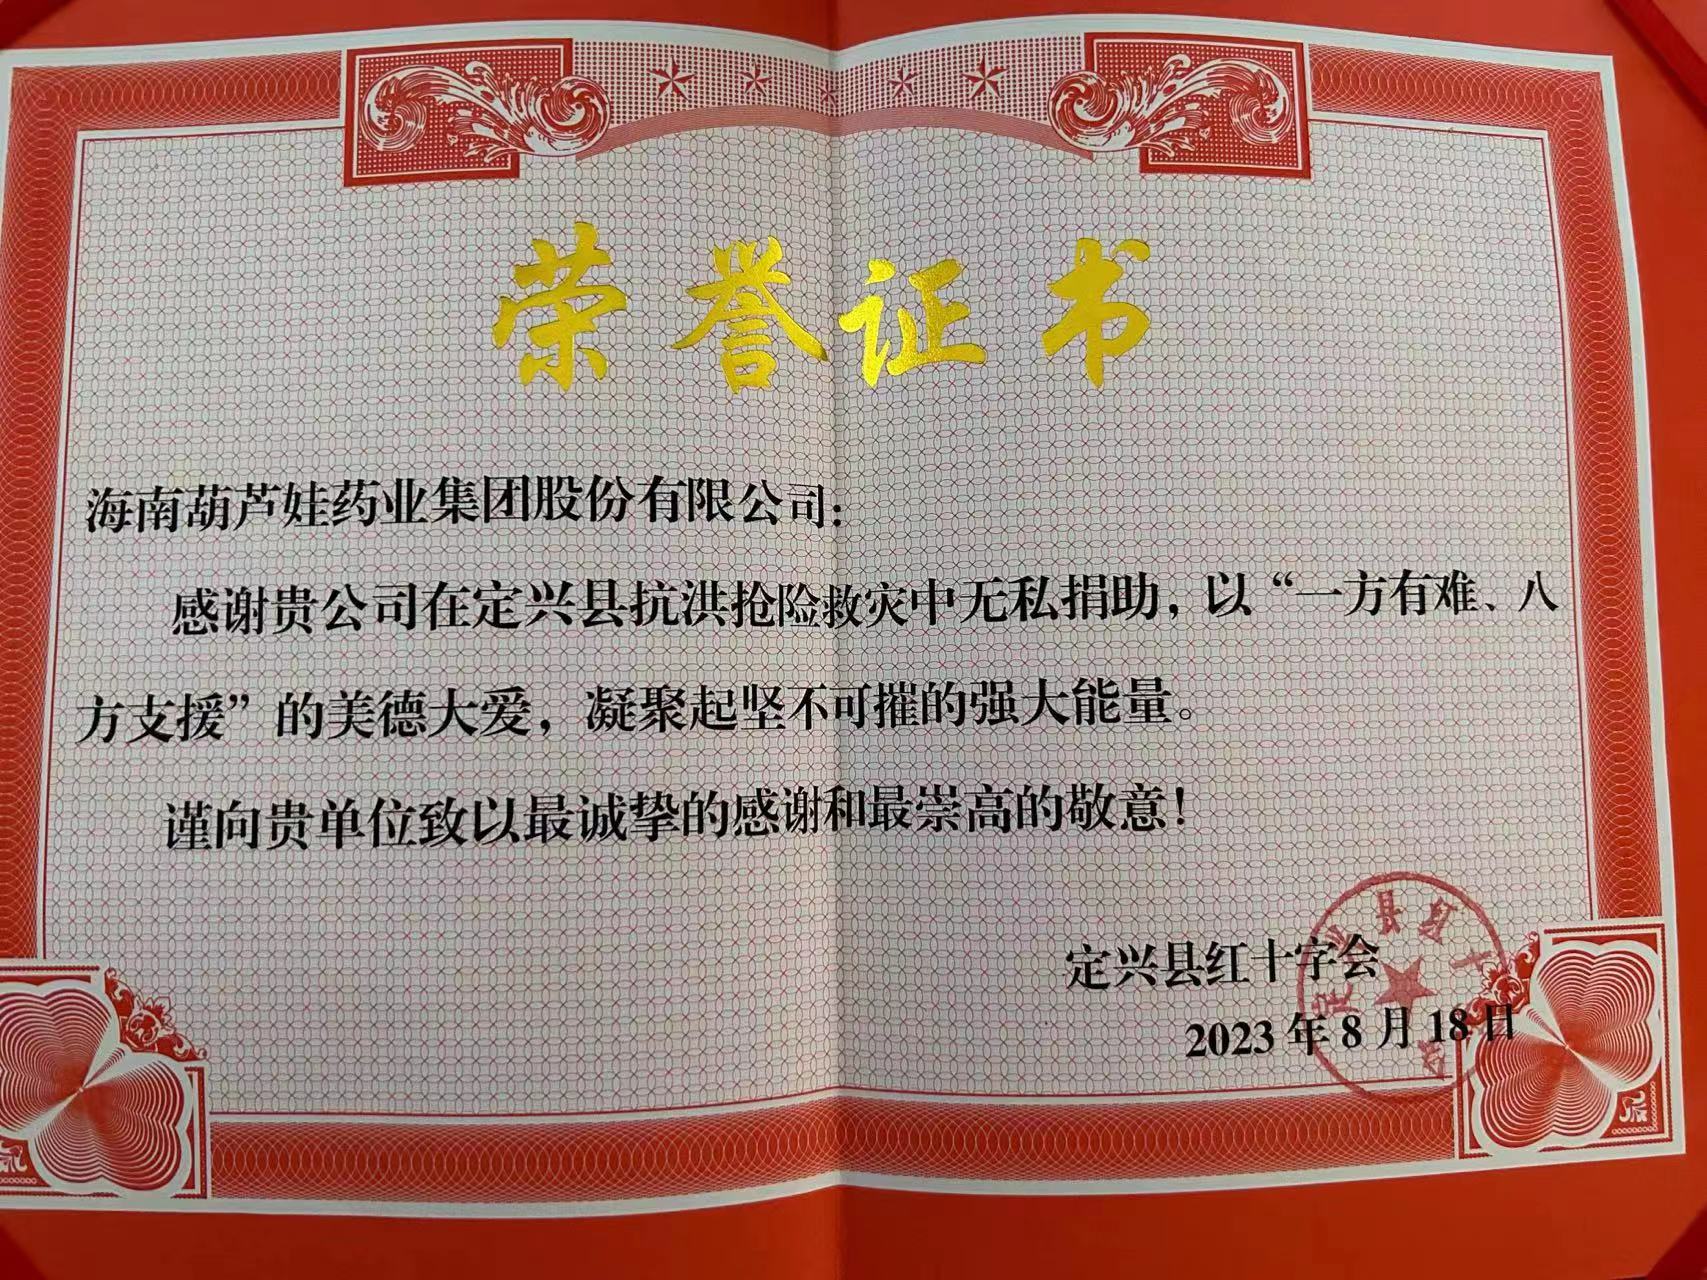 荣誉证书
海南葫芦娃药业集团股份有限公司：
感谢贵公司在定兴县抗洪抢险救灾中无私捐助，以“一方有难、八
方支援”的美德大爱，凝聚起坚不可摧的强大能量。
谨向贵单位致以最诚挚的感谢和最崇高的敬意！
定兴县红十字会
2023年8月18日